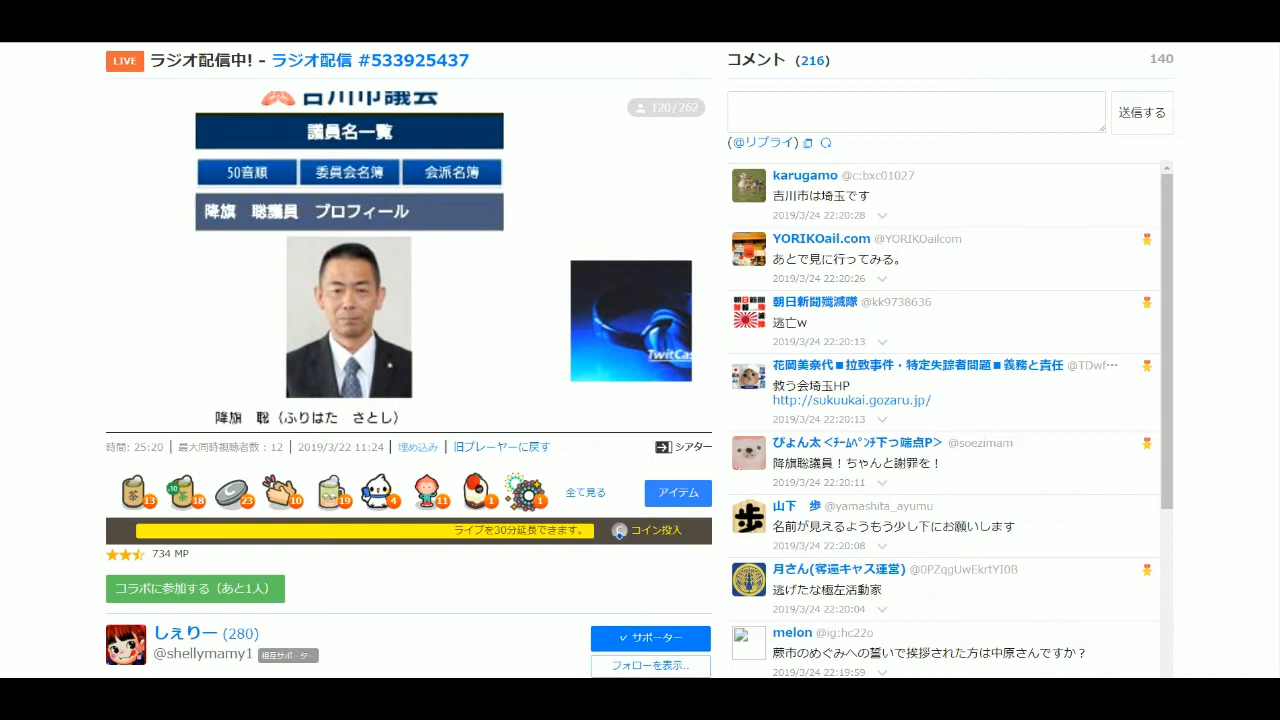 LIVE ラジオ配信中! - ラジオ配信 #533925437
吉川市議会
120/262
議員名一覧
50音順 委員会名簿 会派名簿
降旗 聡議員 プロフィール
TwitCas
降旗 聡（ふりはた さとし）
時間: 25:20 | 最大同時視聴者数 : 12 | 2019/3/22 11:24 | 埋め込み | 旧プレーヤーに戻す
シアター
茶 13
+10 茶 18
23
10
19
4
11
1
1
全て見る
アイテム
ライブを30分延長できます。
C コイン投入
734 MP
コラボに参加する（あと1人）
しぇりー (280)
@shellymamy1 相互サポーター
✓ サポーター
フォローを表示..
コメント (216)
140
送信する
(@リプライ)
karugamo @c:bxc01027
吉川市は埼玉です
2019/3/24 22:20:28
YORIKOail.com @YORIKOailcom
あとで見に行ってみる。
2019/3/24 22:20:26
朝日新聞殲滅隊 @kk9738636
逃亡w
2019/3/24 22:20:13
花岡美奈代■拉致事件・特定失踪者問題■義務と責任 @TDwf…
救う会埼玉HP
http://sukuukai.gozaru.jp/
2019/3/24 22:20:13
ぴょん太<ﾁｰﾑﾍﾟﾝﾁ下っ端点P> @soezimam
降旗聡議員！ちゃんと謝罪を！
2019/3/24 22:20:11
歩
山下 歩 @yamashita_ayumu
名前が見えるようもう少し下にお願いします
2019/3/24 22:20:08
月さん(奪還キャス運営) @0PZqgUwEkrtYI0B
逃げたな極左活動家
2019/3/24 22:20:04
melon @ig:hc22o
蕨市のめぐみへの誓いで挨拶された方は中原さんですか？
2019/3/24 22:19:59